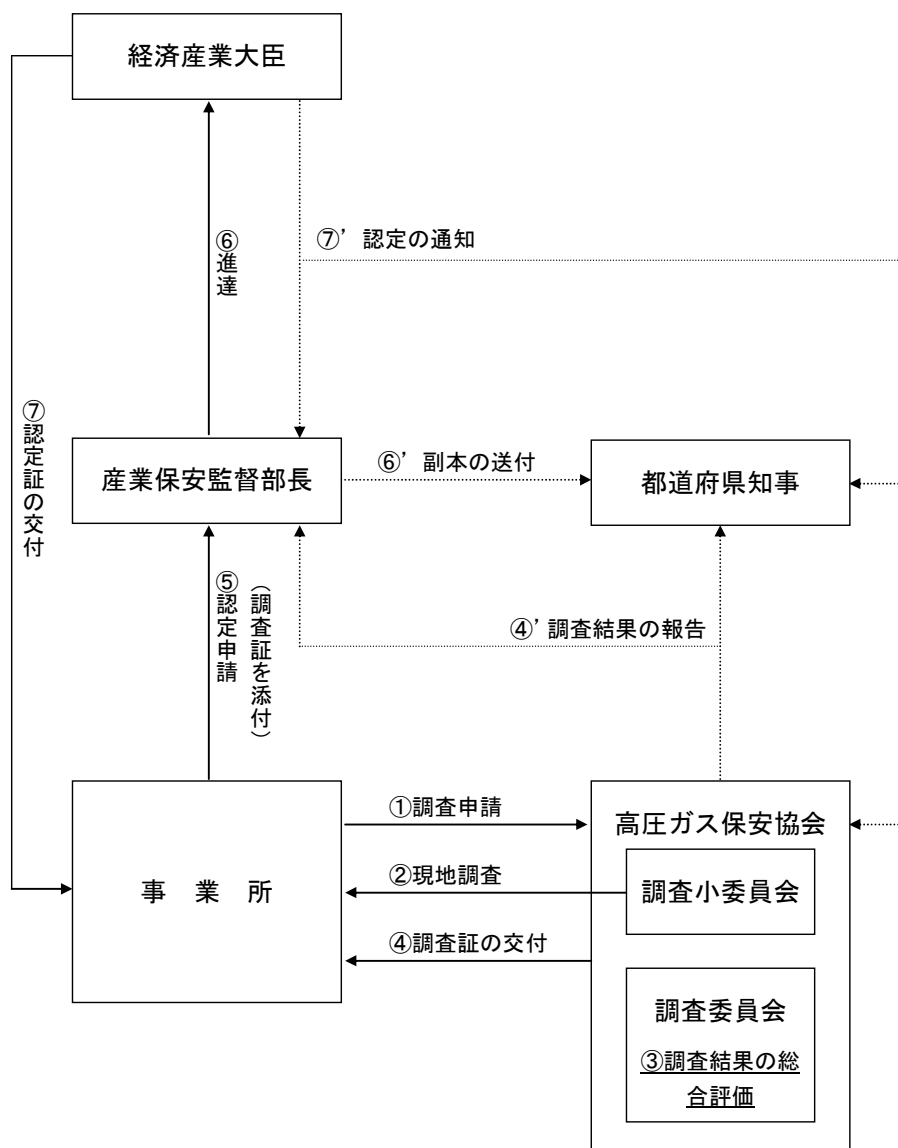 経済産業大臣
⑥進達
⑦’ 認定の通知
⑦認定証の交付
産業保安監督部長
⑥’ 副本の送付
都道府県知事
⑤認定申請
（調査証を添付）
④’ 調査結果の報告
事　業　所
①調査申請
高圧ガス保安協会
②現地調査
調査小委員会
④調査証の交付
調査委員会
③調査結果の総
合評価